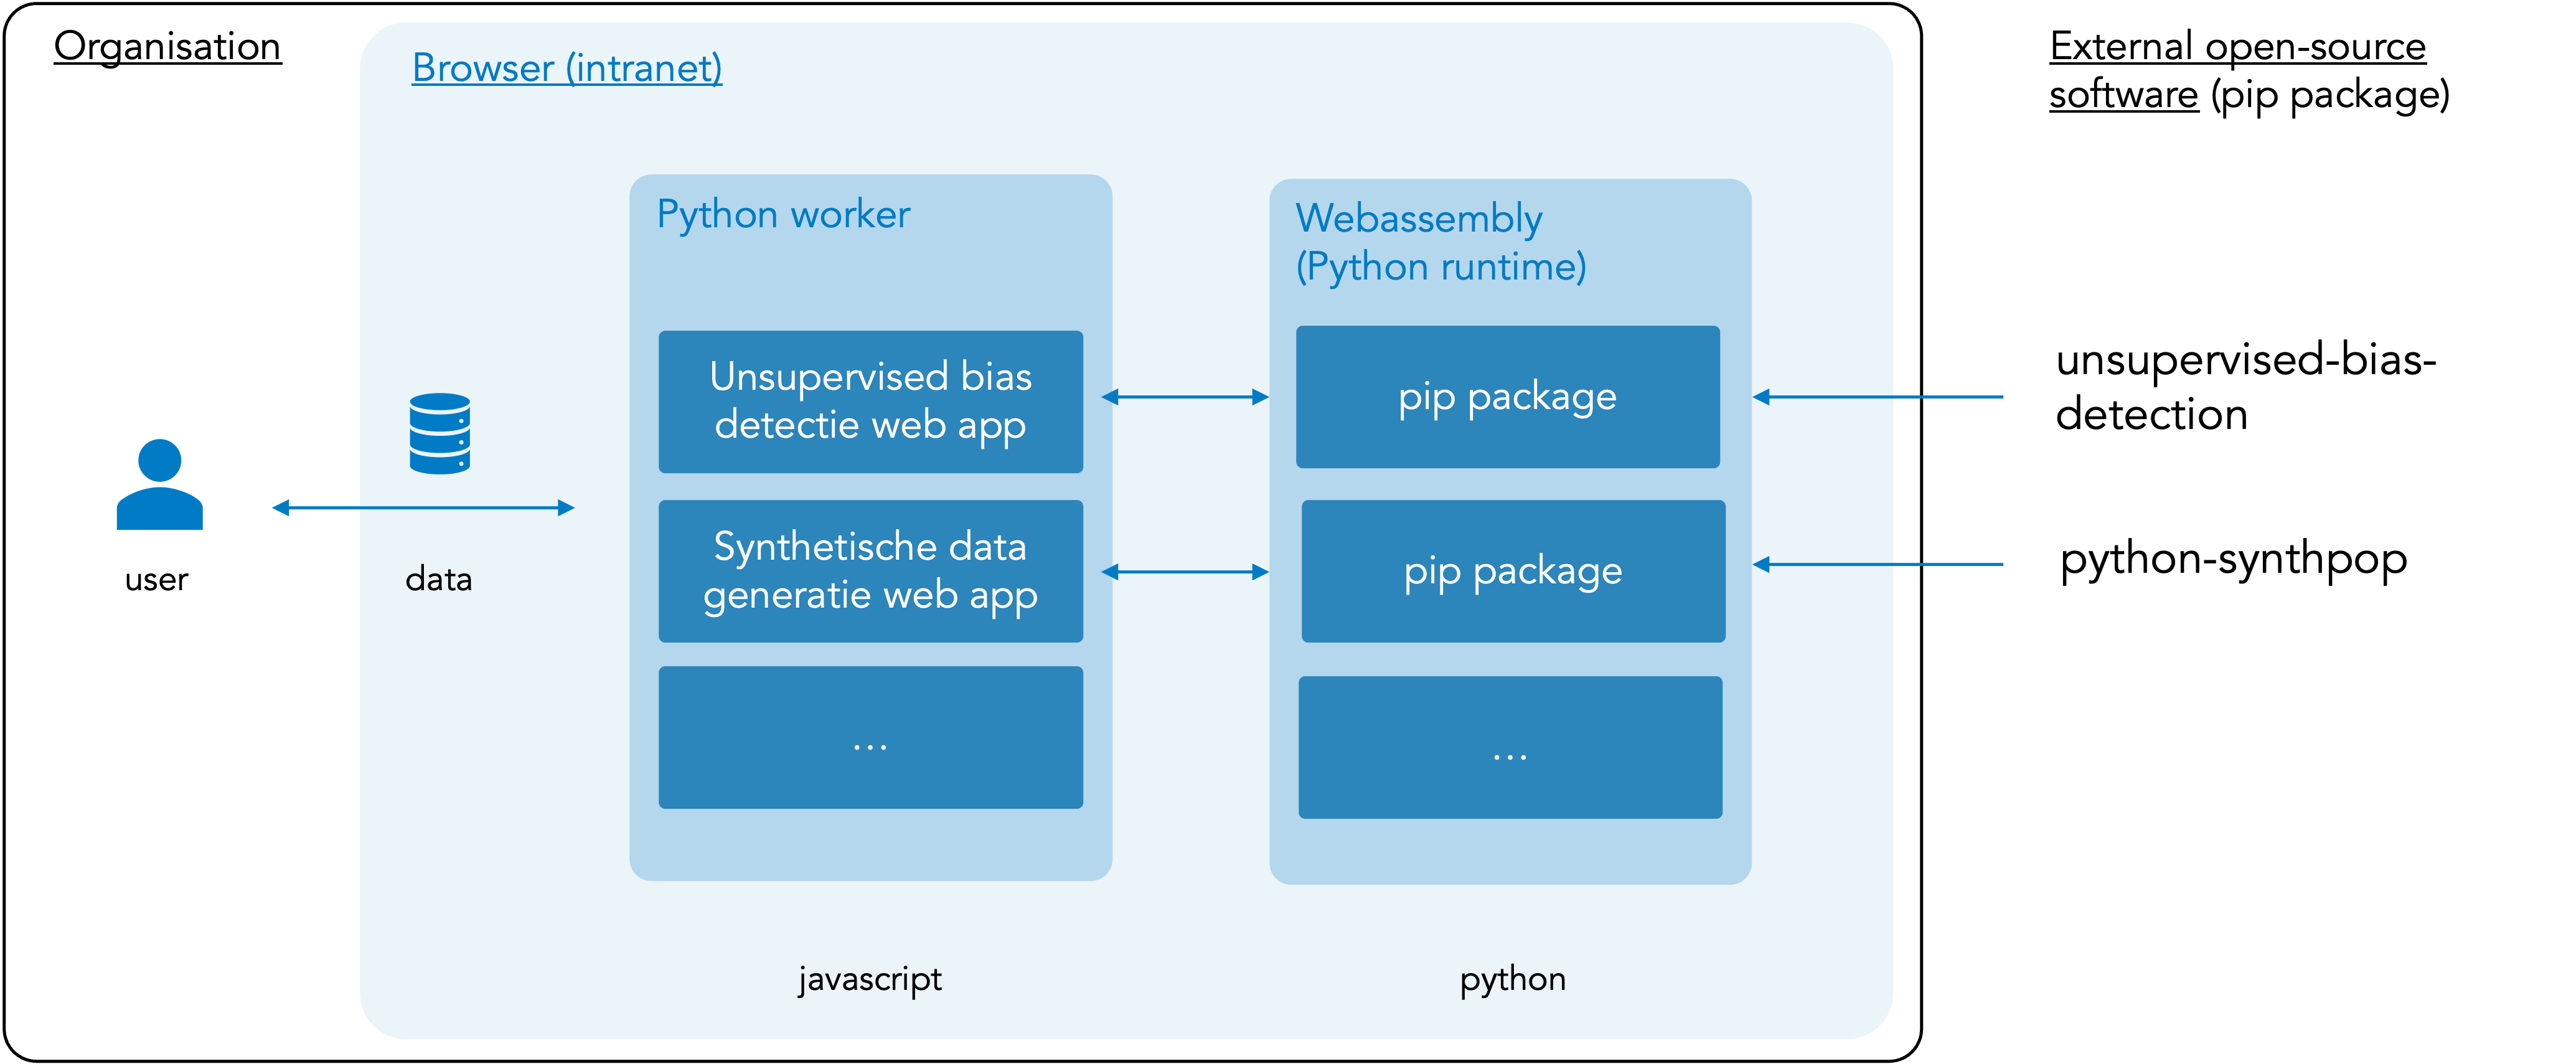 Organisation
Browser (intranet)
External open-source
software (pip package)
Python worker
Webassembly
(Python runtime)
Unsupervised bias
detectie web app
pip package
unsupervised-bias-
detection
Synthetische data
generatie web app
pip package
python-synthpop
user
data
...
...
javascript
python